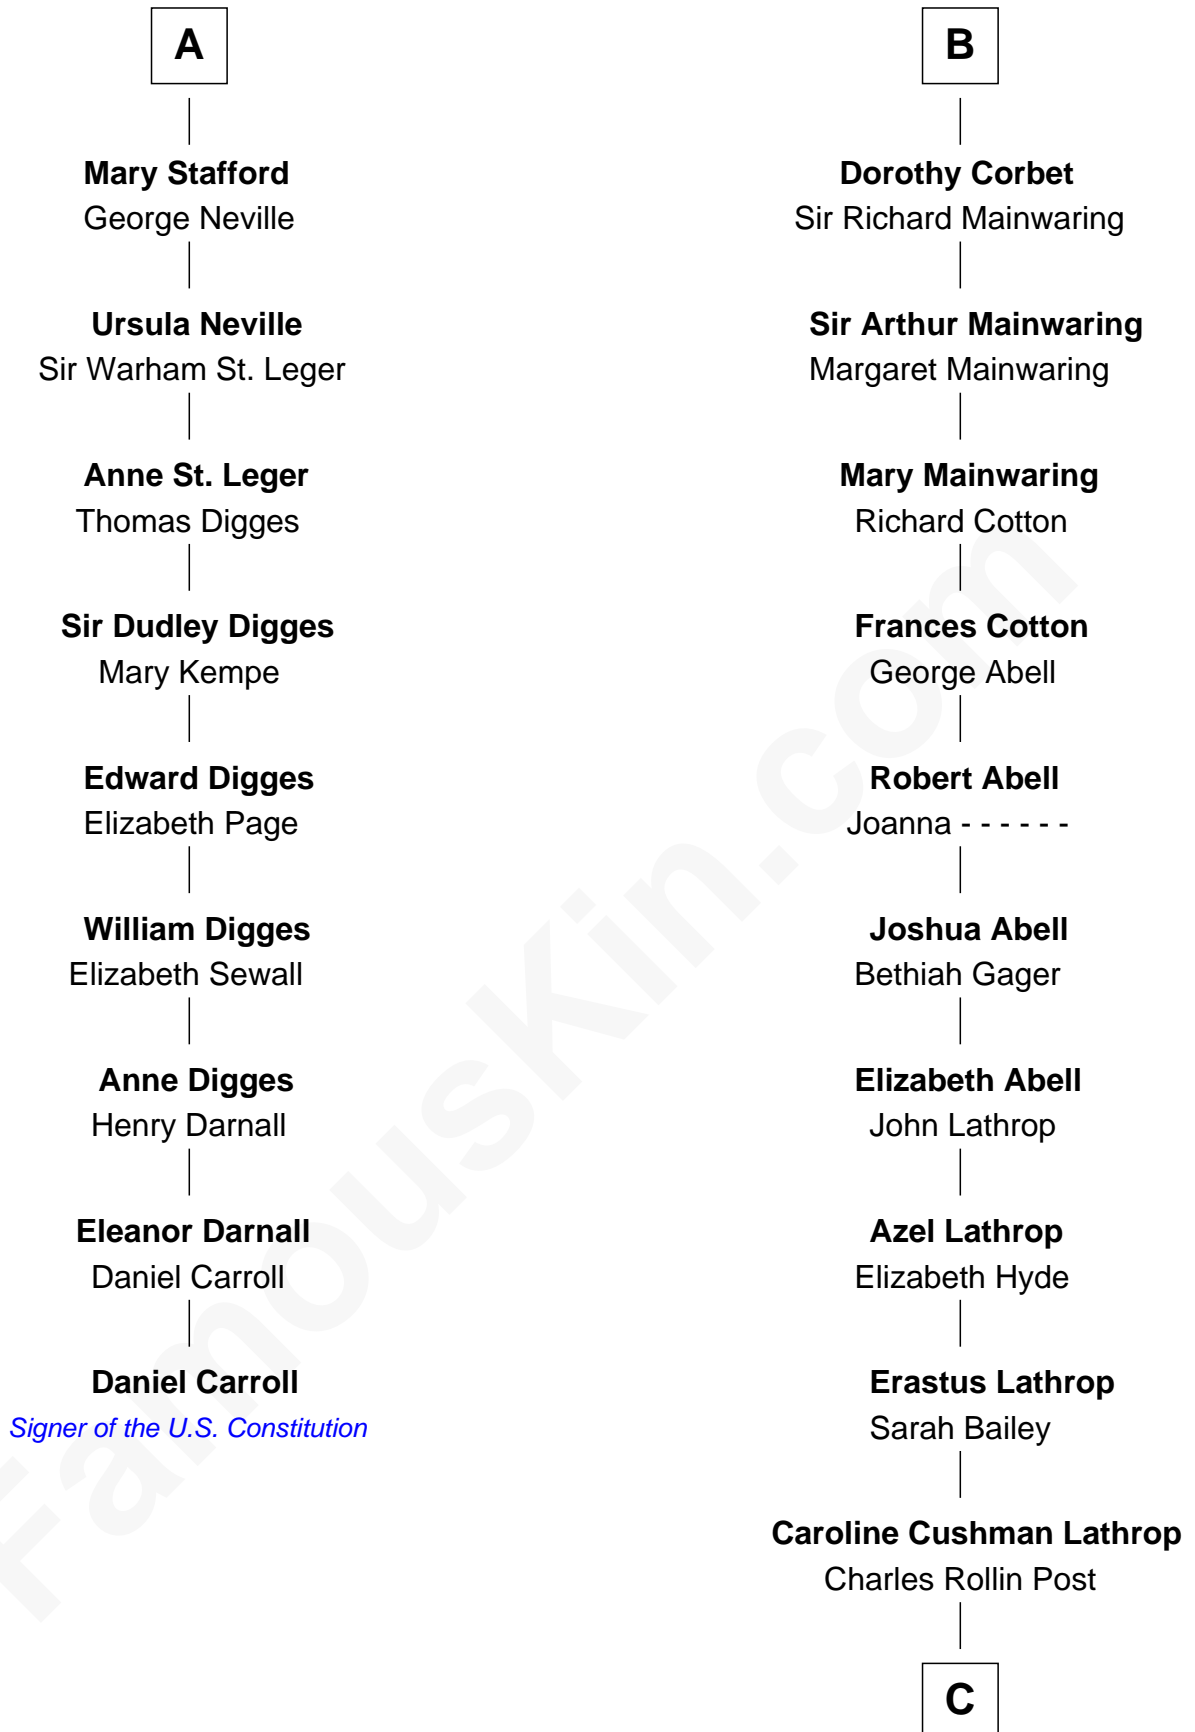 A
Mary Stafford
George Neville
Ursula Neville
Sir Warham St. Leger
Anne St. Leger
Thomas Digges
Sir Dudley Digges
Mary Kempe
Edward Digges
Elizabeth Page
William Digges
Elizabeth Sewall
Anne Digges
Henry Darnall
Eleanor Darnall
Daniel Carroll
Daniel Carroll
Signer of the U.S. Constitution
B
Dorothy Corbet
Sir Richard Mainwaring
Sir Arthur Mainwaring
Margaret Mainwaring
Mary Mainwaring
Richard Cotton
Frances Cotton
George Abell
Robert Abell
Joanna - - - - - -
Joshua Abell
Bethiah Gager
Elizabeth Abell
John Lathrop
Azel Lathrop
Elizabeth Hyde
Erastus Lathrop
Sarah Bailey
Caroline Cushman Lathrop
Charles Rollin Post
C
FamousKin.com